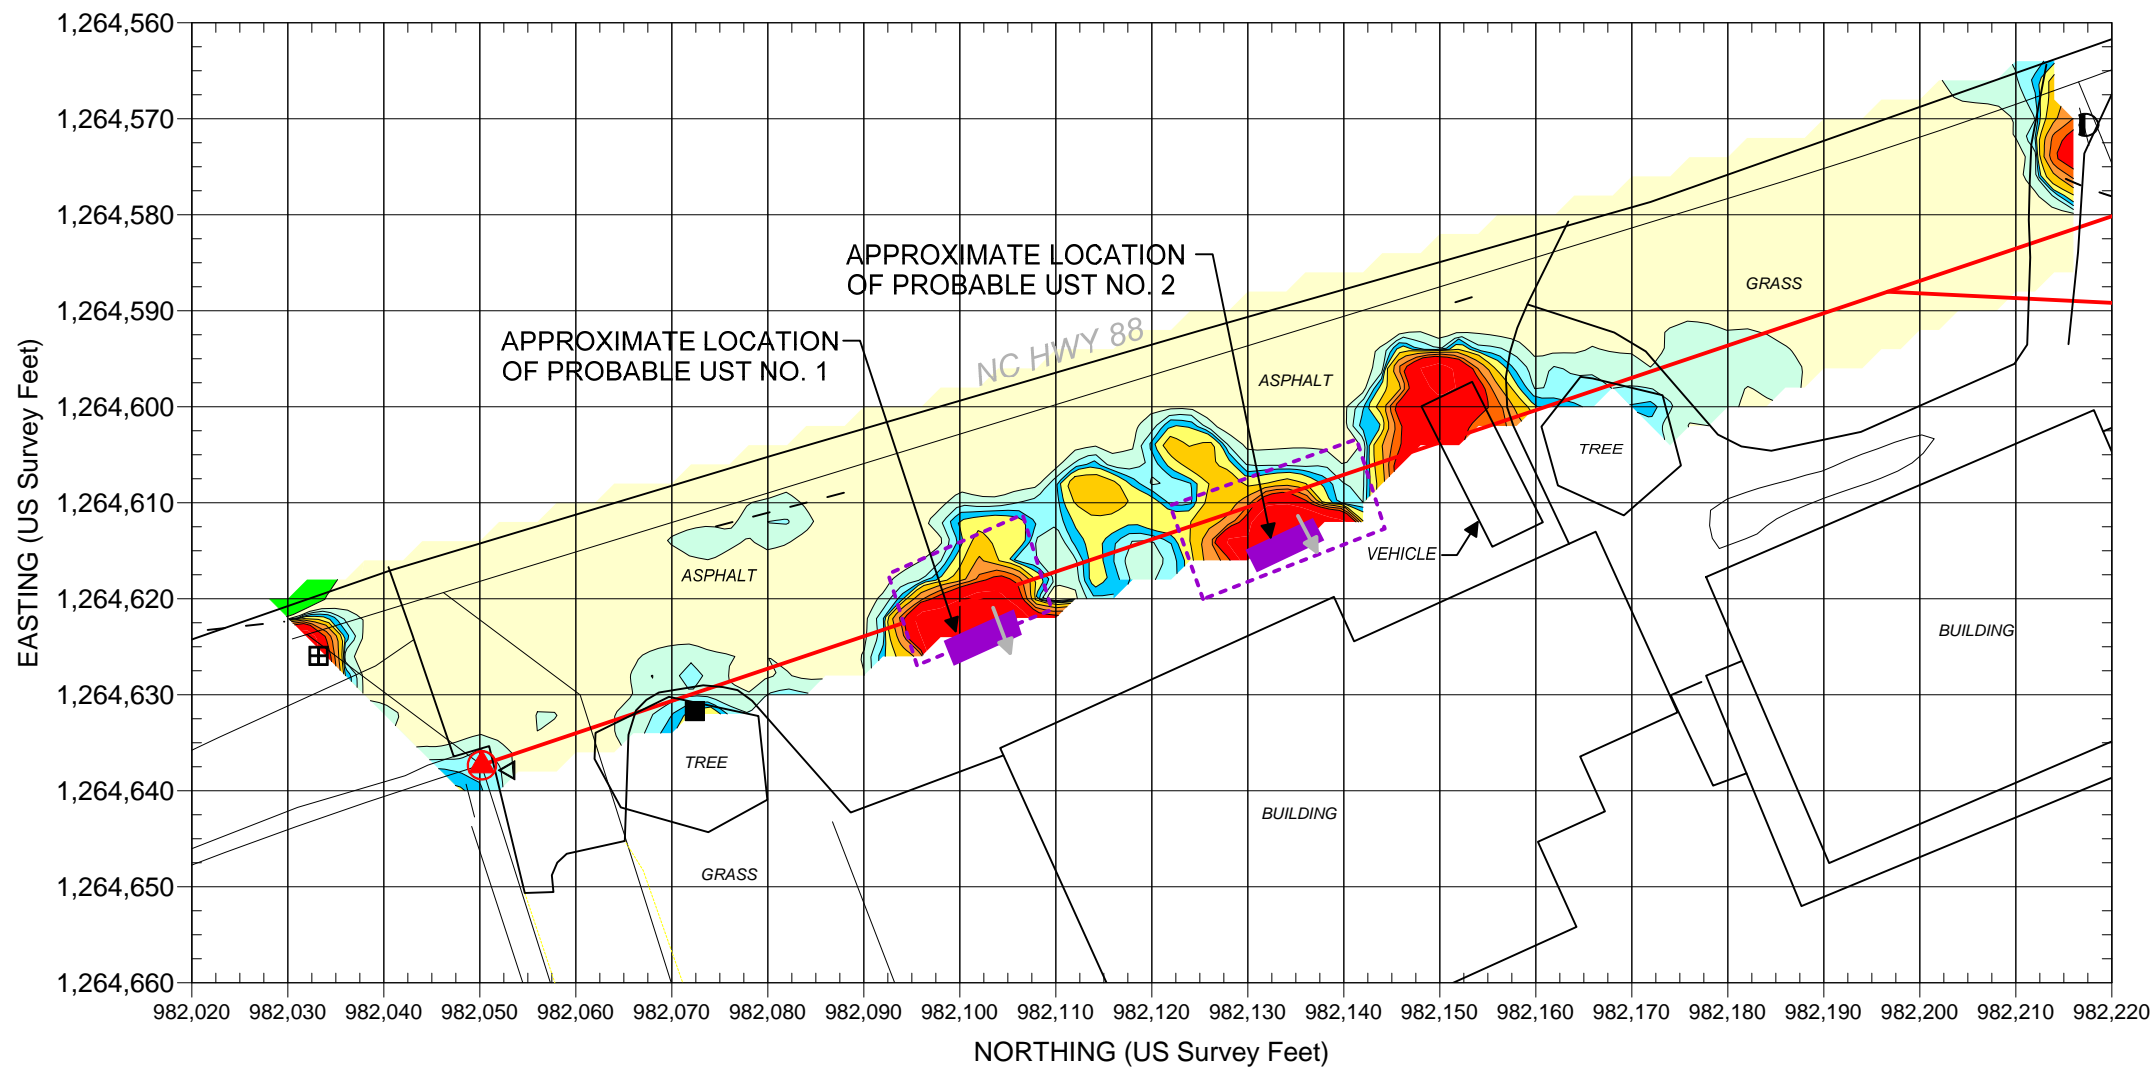 1,264,560
1,264,570
1,264,580
1,264,590
1,264,600
1,264,610
1,264,620
1,264,630
1,264,640
1,264,650
1,264,660
EASTING (US Survey Feet)
APPROXIMATE LOCATION
OF PROBABLE UST NO. 2
APPROXIMATE LOCATION
OF PROBABLE UST NO. 1
NC HWY 88
GRASS
ASPHALT
TREE
VEHICLE
ASPHALT
BUILDING
TREE
BUILDING
GRASS
982,020 982,030 982,040 982,050 982,060 982,070 982,080 982,090 982,100 982,110 982,120 982,130 982,140 982,150 982,160 982,170 982,180 982,190 982,200 982,210 982,220
NORTHING (US Survey Feet)